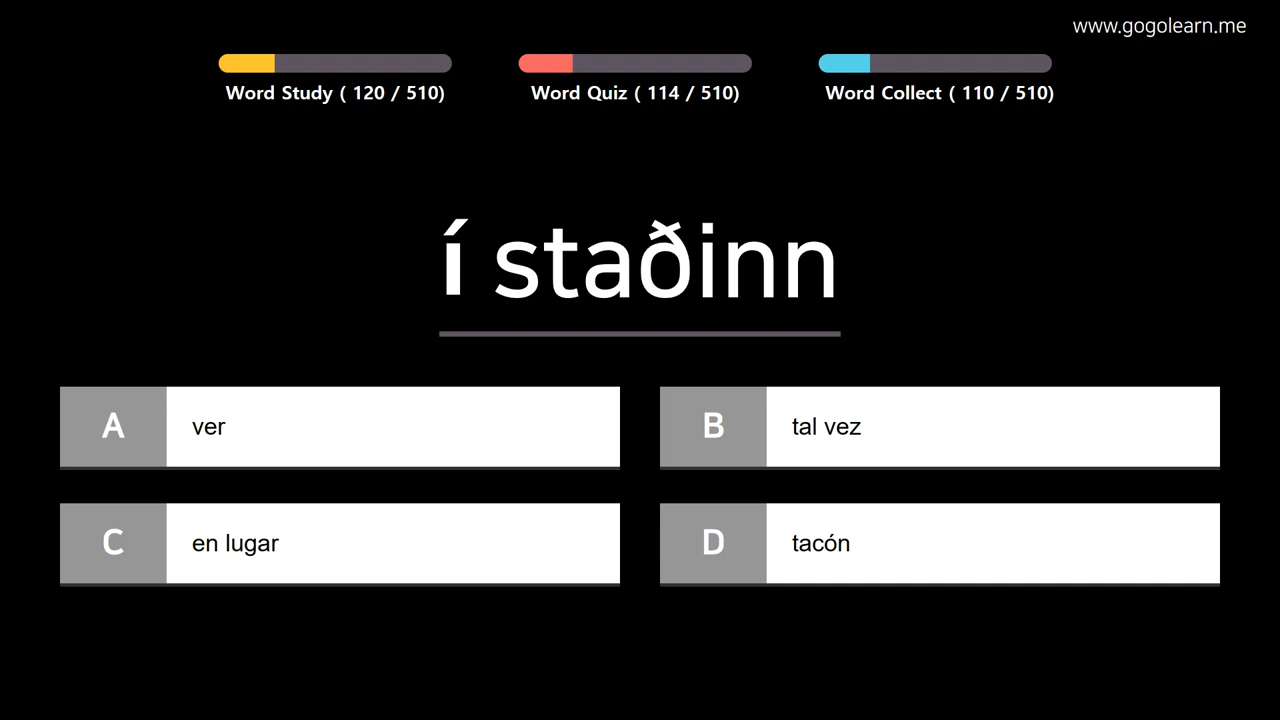 www.gogolearn.me
Word Study ( 120 / 510)
Word Quiz ( 114 / 510)
Word Collect ( 110 / 510)
í staðinn
A ver
B tal vez
C en lugar
D tacón